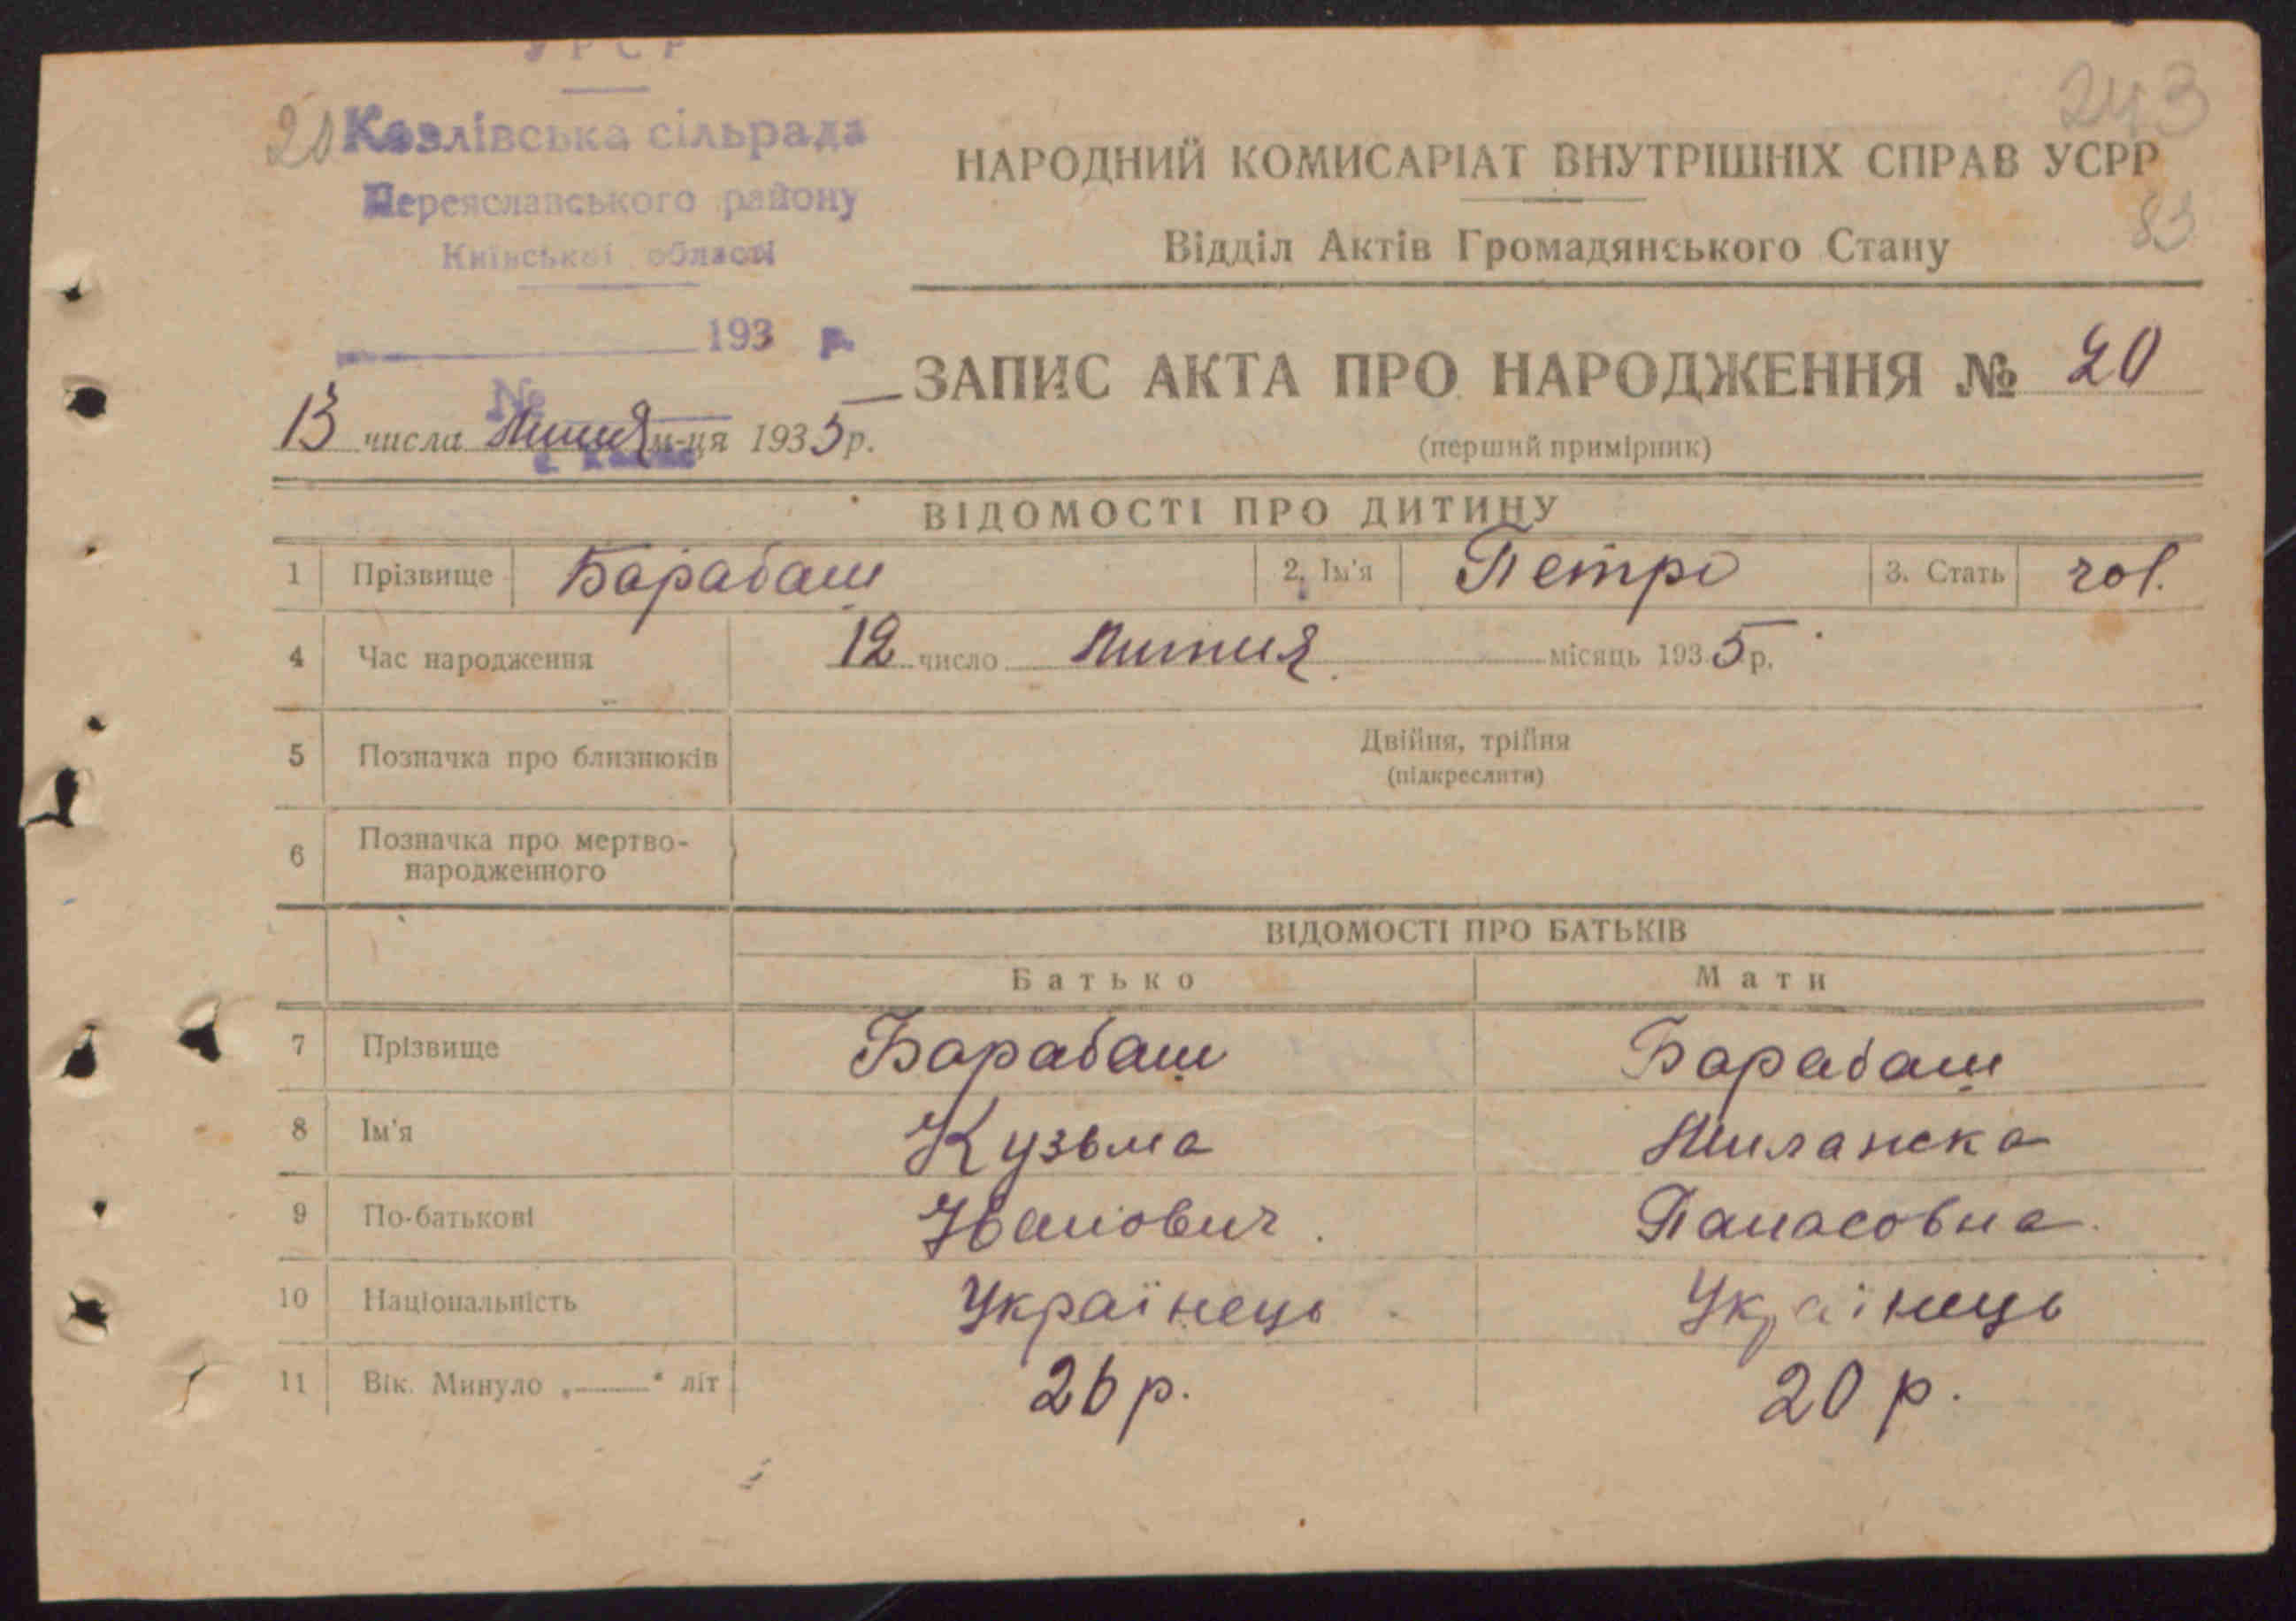 УРСР
243
20 Козлівська сільрада
Переяславського району
Київської області
НАРОДНИЙ КОМИСАРІАТ ВНУТРІШНІХ СПРАВ УСРР
83
Відділ Актів Громадянського Стану
193 р.
ЗАПИС АКТА ПРО НАРОДЖЕННЯ № 20
№
13 числа Липня м-ця 1935 р.
(перший примірник)
ВІДОМОСТІ ПРО ДИТИНУ
1 Прізвище Барабаш 2. Ім'я Петро 3. Стать чол.
4 Час народження 12 число Липня місяць 1935 р.
5 Позначка про близнюків Двійня, трійня
(підкреслити)
6 Позначка про мертво-
народженного
ВІДОМОСТІ ПРО БАТЬКІВ
Батько Мати
7 Прізвище Барабаш Барабаш
8 Ім'я Кузьма
9 По-батькові Іванович. Панасовна.
10 Національність Українець Українець
11 Вік. Минуло „——" літ 26 р. 20 р.